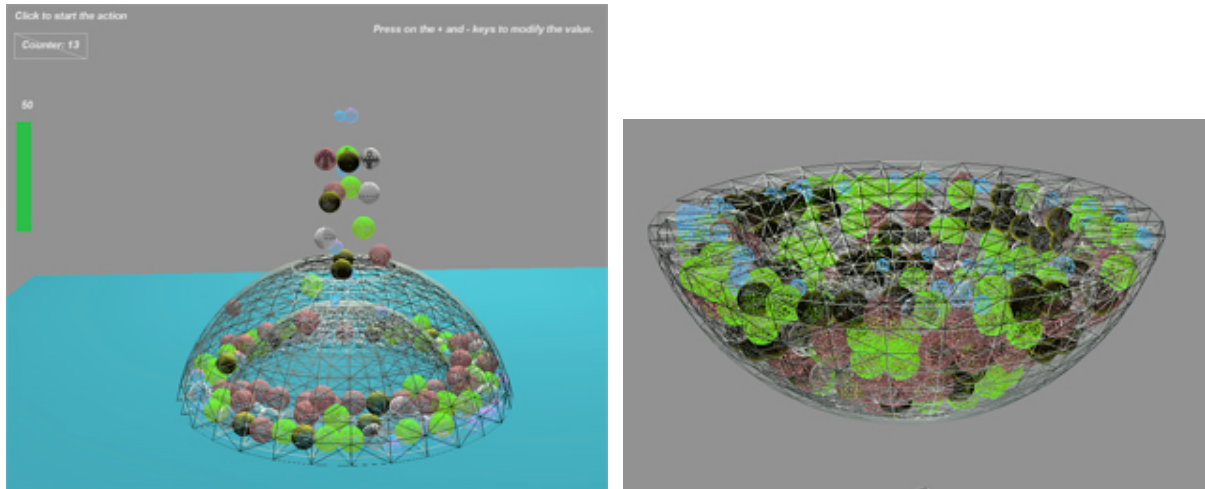 Click to start the action
Press on the + and - keys to modify the value.
Counter: 13
50